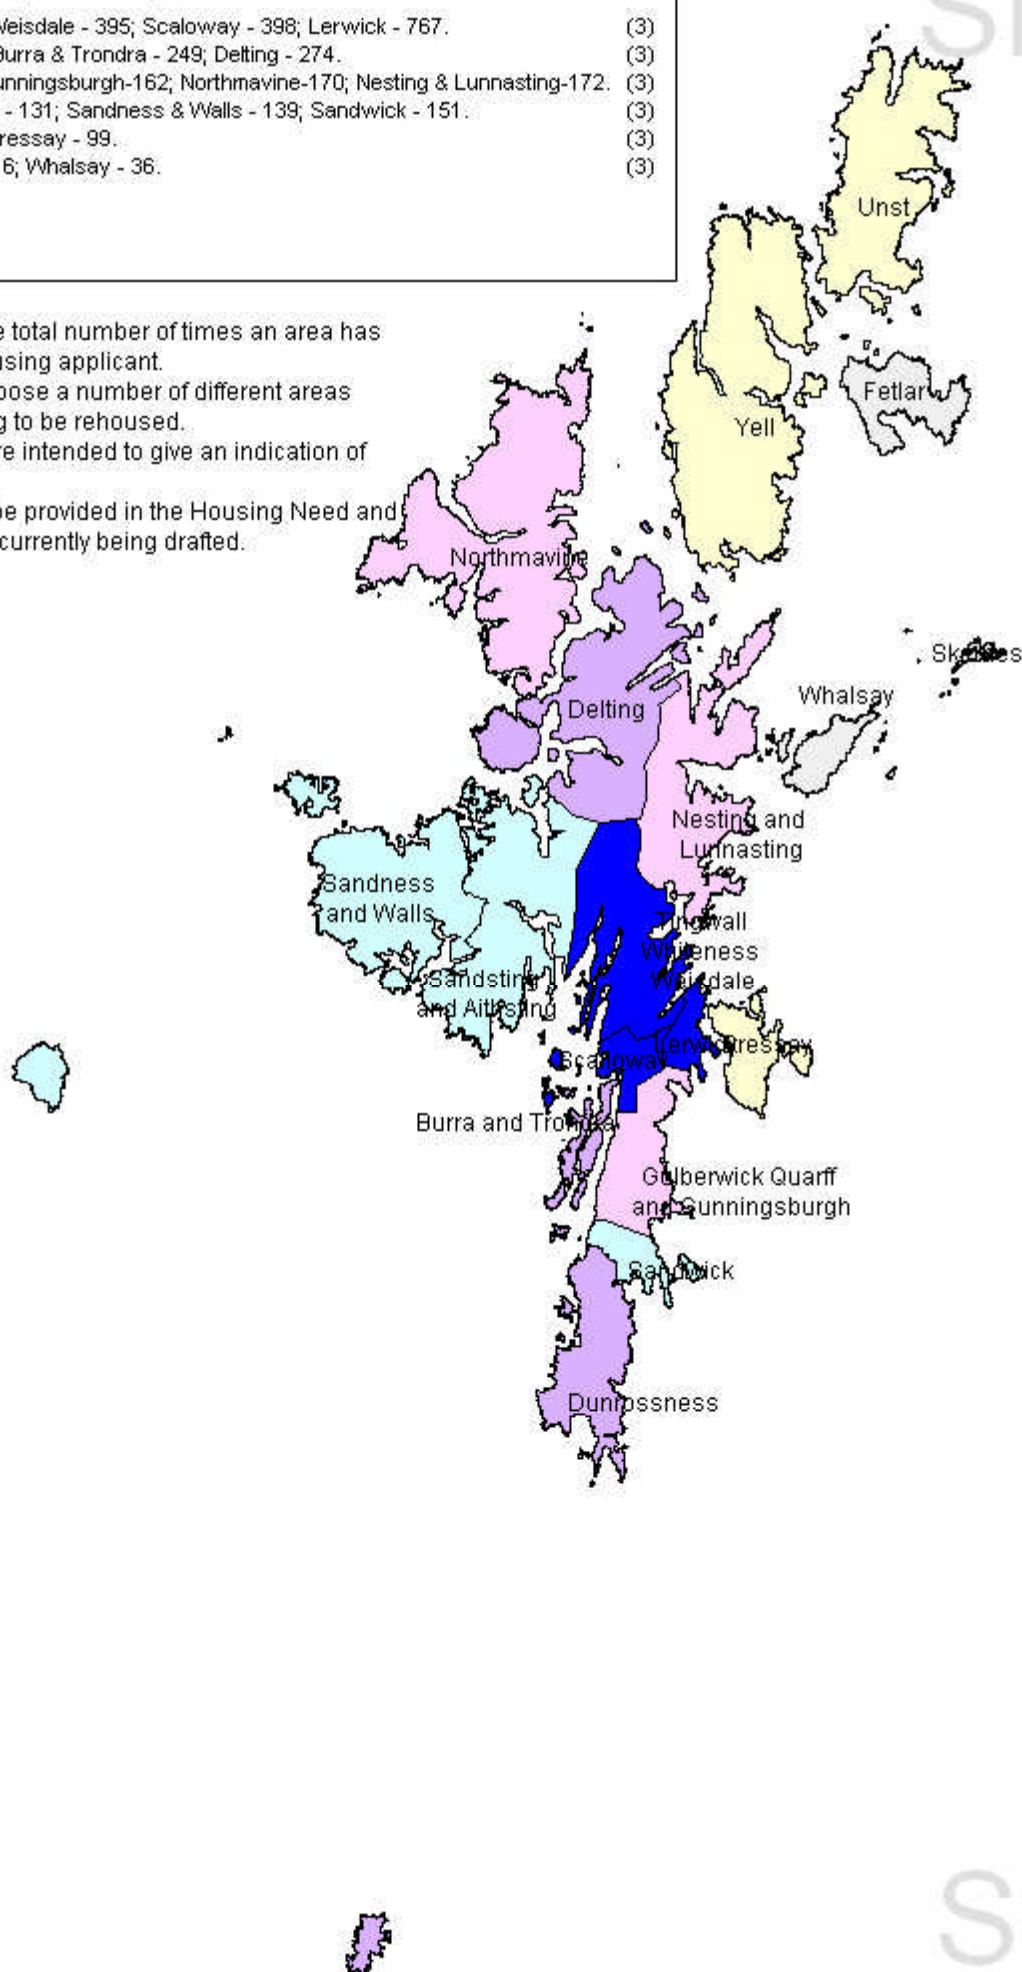 Weisdale - 395; Scaloway - 398; Lerwick - 767. (3)
Burra & Trondra - 249; Delting - 274. (3)
unningsburgh-162; Northmavine-170; Nesting & Lunnasting-172. (3)
- 131; Sandness & Walls - 139; Sandwick - 151. (3)
ressay - 99. (3)
6; Whalsay - 36. (3)
e total number of times an area has
using applicant.
oose a number of different areas
g to be rehoused.
re intended to give an indication of
be provided in the Housing Need and
currently being drafted.
Unst
Fetlar
Yell
Northmavine
Skerries
Whalsay
Delting
Nesting and
Lunnasting
Sandness
and Walls
Tingwall
Whiteness
Weisdale
Sandsting
and Aithsting
Lerwick
ressay
Scalloway
Burra and Trondra
Gulberwick Quarff
and Cunningsburgh
Sandwick
Dunrossness
S